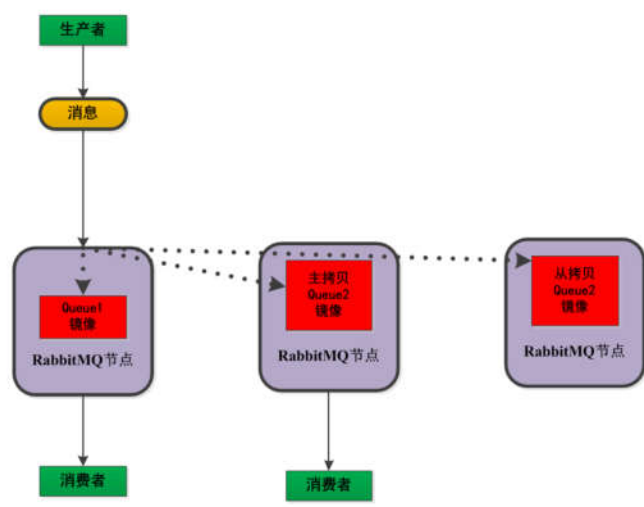 生产者
消息
Queue1
镜像
RabbitMQ节点
主拷贝
Queue2
镜像
RabbitMQ节点
从拷贝
Queue2
镜像
RabbitMQ节点
消费者
消费者